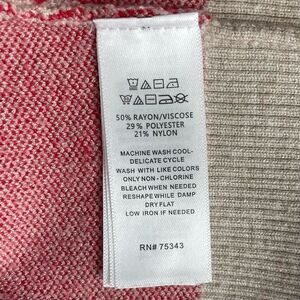 50% RAYON/VISCOSE
29% POLYESTER
21% NYLON
MACHINE WASH COOL-
DELICATE CYCLE
WASH WITH LIKE COLORS
ONLY NON - CHLORINE
BLEACH WHEN NEEDED
RESHAPE WHILE DAMP
DRY FLAT
LOW IRON IF NEEDED
RN# 75343